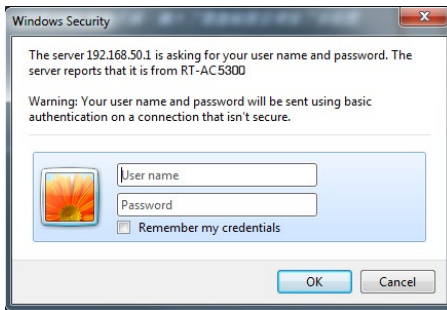 Windows Security
The server 192.168.50.1 is asking for your user name and password. The
server reports that it is from RT-AC5300
Warning: Your user name and password will be sent using basic
authentication on a connection that isn't secure.
User name
Password
Remember my credentials
OK Cancel